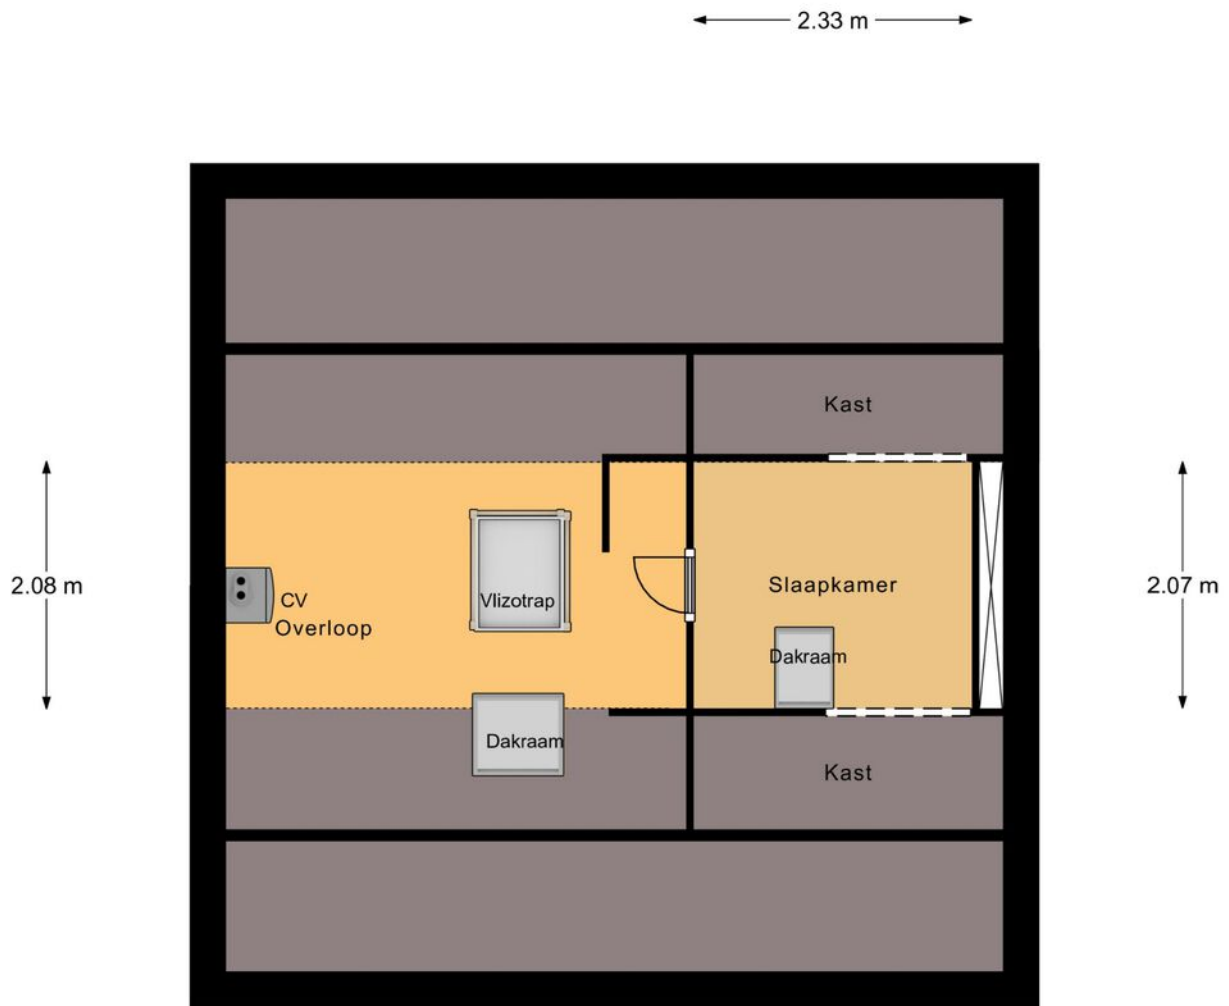 2.33 m
Kast
2.08 m
2.07 m
Slaapkamer
CV
Vlizotrap
Overloop
Dakraam
Dakraam
Kast